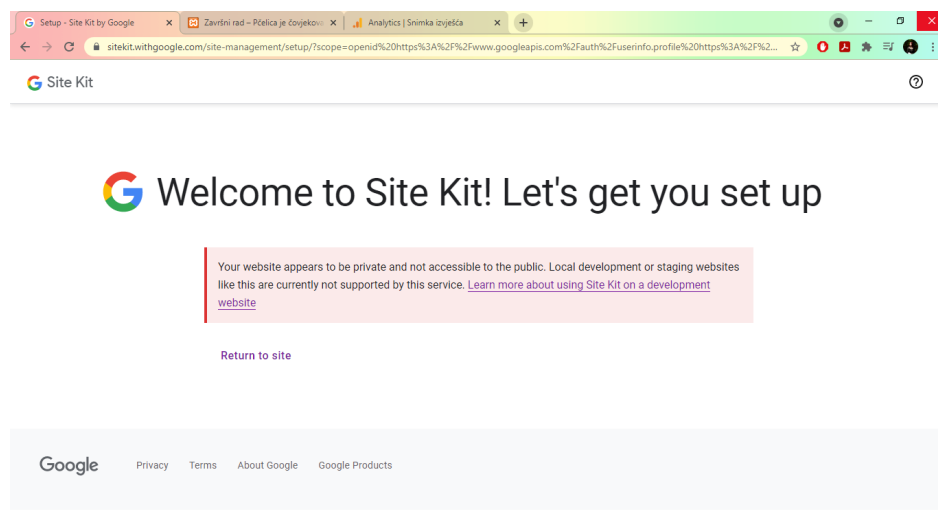 Setup - Site Kit by Google
Završni rad – Pčelica je čovjekova
Analytics | Snimka izvješća
sitekit.withgoogle.com/site-management/setup/?scope=openid%20https%3A%2F%2Fwww.googleapis.com%2Fauth%2Fuserinfo.profile%20https%3A%2F%2...
Site Kit
Welcome to Site Kit! Let's get you set up
Your website appears to be private and not accessible to the public. Local development or staging websites
like this are currently not supported by this service. Learn more about using Site Kit on a development
website
Return to site
Google
Privacy
Terms
About Google
Google Products